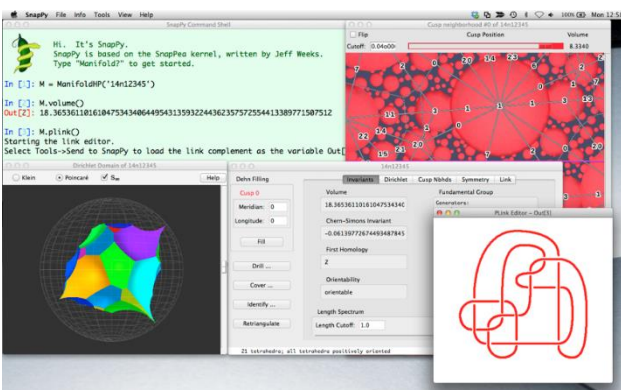 SnapPy File Info Tools View Help
100% Mon 12:5
SnapPy Command Shell
Hi. It's SnapPy.
SnapPy is based on the SnapPea kernel, written by Jeff Weeks.
Type "Manifold?" to get started.
In [1]: M = ManifoldHP('14n12345')
In [2]: M.volume()
Out[2]:
In [3]: M.plink()
Starting the link editor.
Select Tools->Send to SnapPy to load the link complement as the variable Out[
Cusp neighborhood #0 of 14n12345
Flip
Cusp Position
Volume
Cutoff:
8.3340
Dirichlet Domain of 14n12345
Klein
Poincaré
Help
14n12345
Dehn Filling
Cusp 0
Meridian: 0
Longitude: 0
Fill
Drill ...
Cover ...
Identify ...
Retriangulate
Invariants Dirichlet Cusp Nbhds Symmetry Link
Volume
Fundamental Group
Generators:
Chern-Simons Invariant
First Homology
Z
Orientability
orientable
Length Spectrum
Length Cutoff: 1.0
21 tetrahedra; all tetrahedra positively oriented
PLink Editor - Out[3]